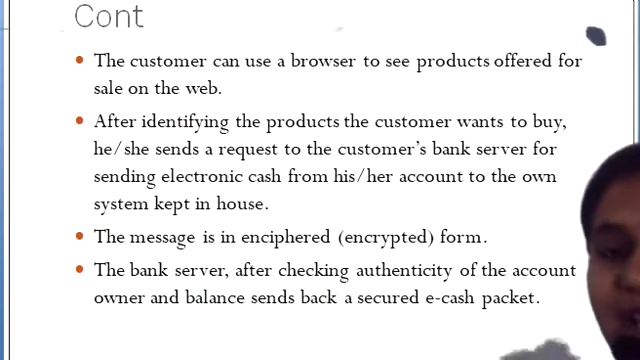 Cont
The customer can use a browser to see products offered for
sale on the web.
After identifying the products the customer wants to buy,
he/she sends a request to the customer's bank server for
sending electronic cash from his/her account to the own
system kept in house.
The message is in enciphered (encrypted) form.
The bank server, after checking authenticity of the account
owner and balance sends back a secured e-cash packet.